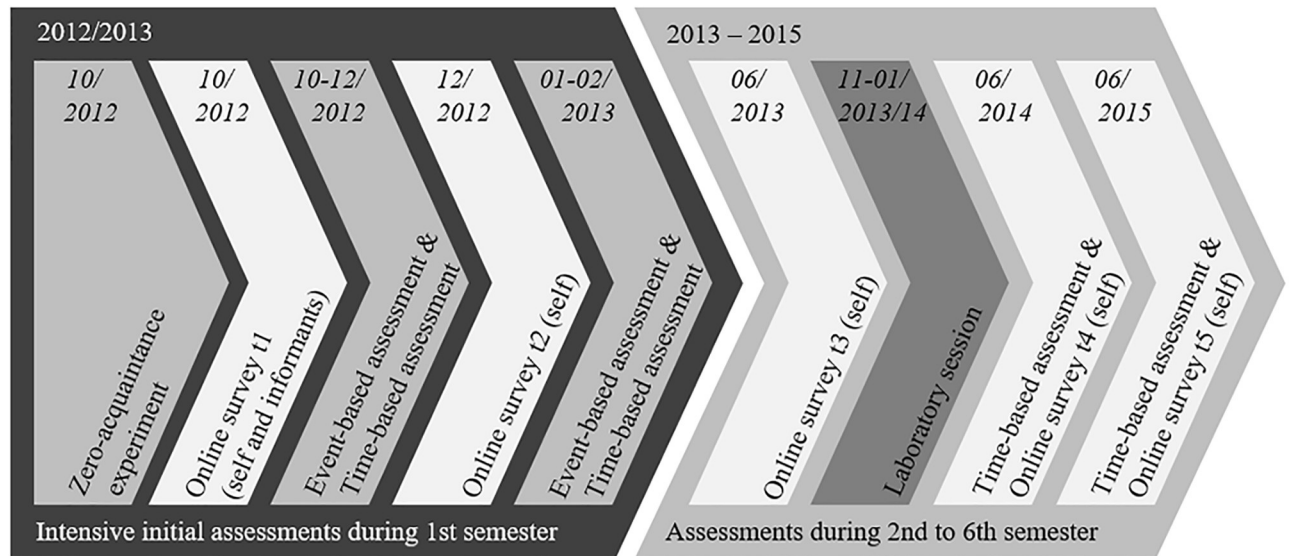 2012/2013
10/
2012
Zero-acquaintance
experiment
10/
2012
Online survey t1
(self and informants)
10-12/
2012
Event-based assessment &
Time-based assessment
12/
2012
Online survey t2 (self)
01-02/
2013
Event-based assessment &
Time-based assessment
Intensive initial assessments during 1st semester
2013 – 2015
06/
2013
Online survey t3 (self)
11-01/
2013/14
Laboratory session
06/
2014
Time-based assessment &
Online survey t4 (self)
06/
2015
Time-based assessment &
Online survey t5 (self)
Assessments during 2nd to 6th semester